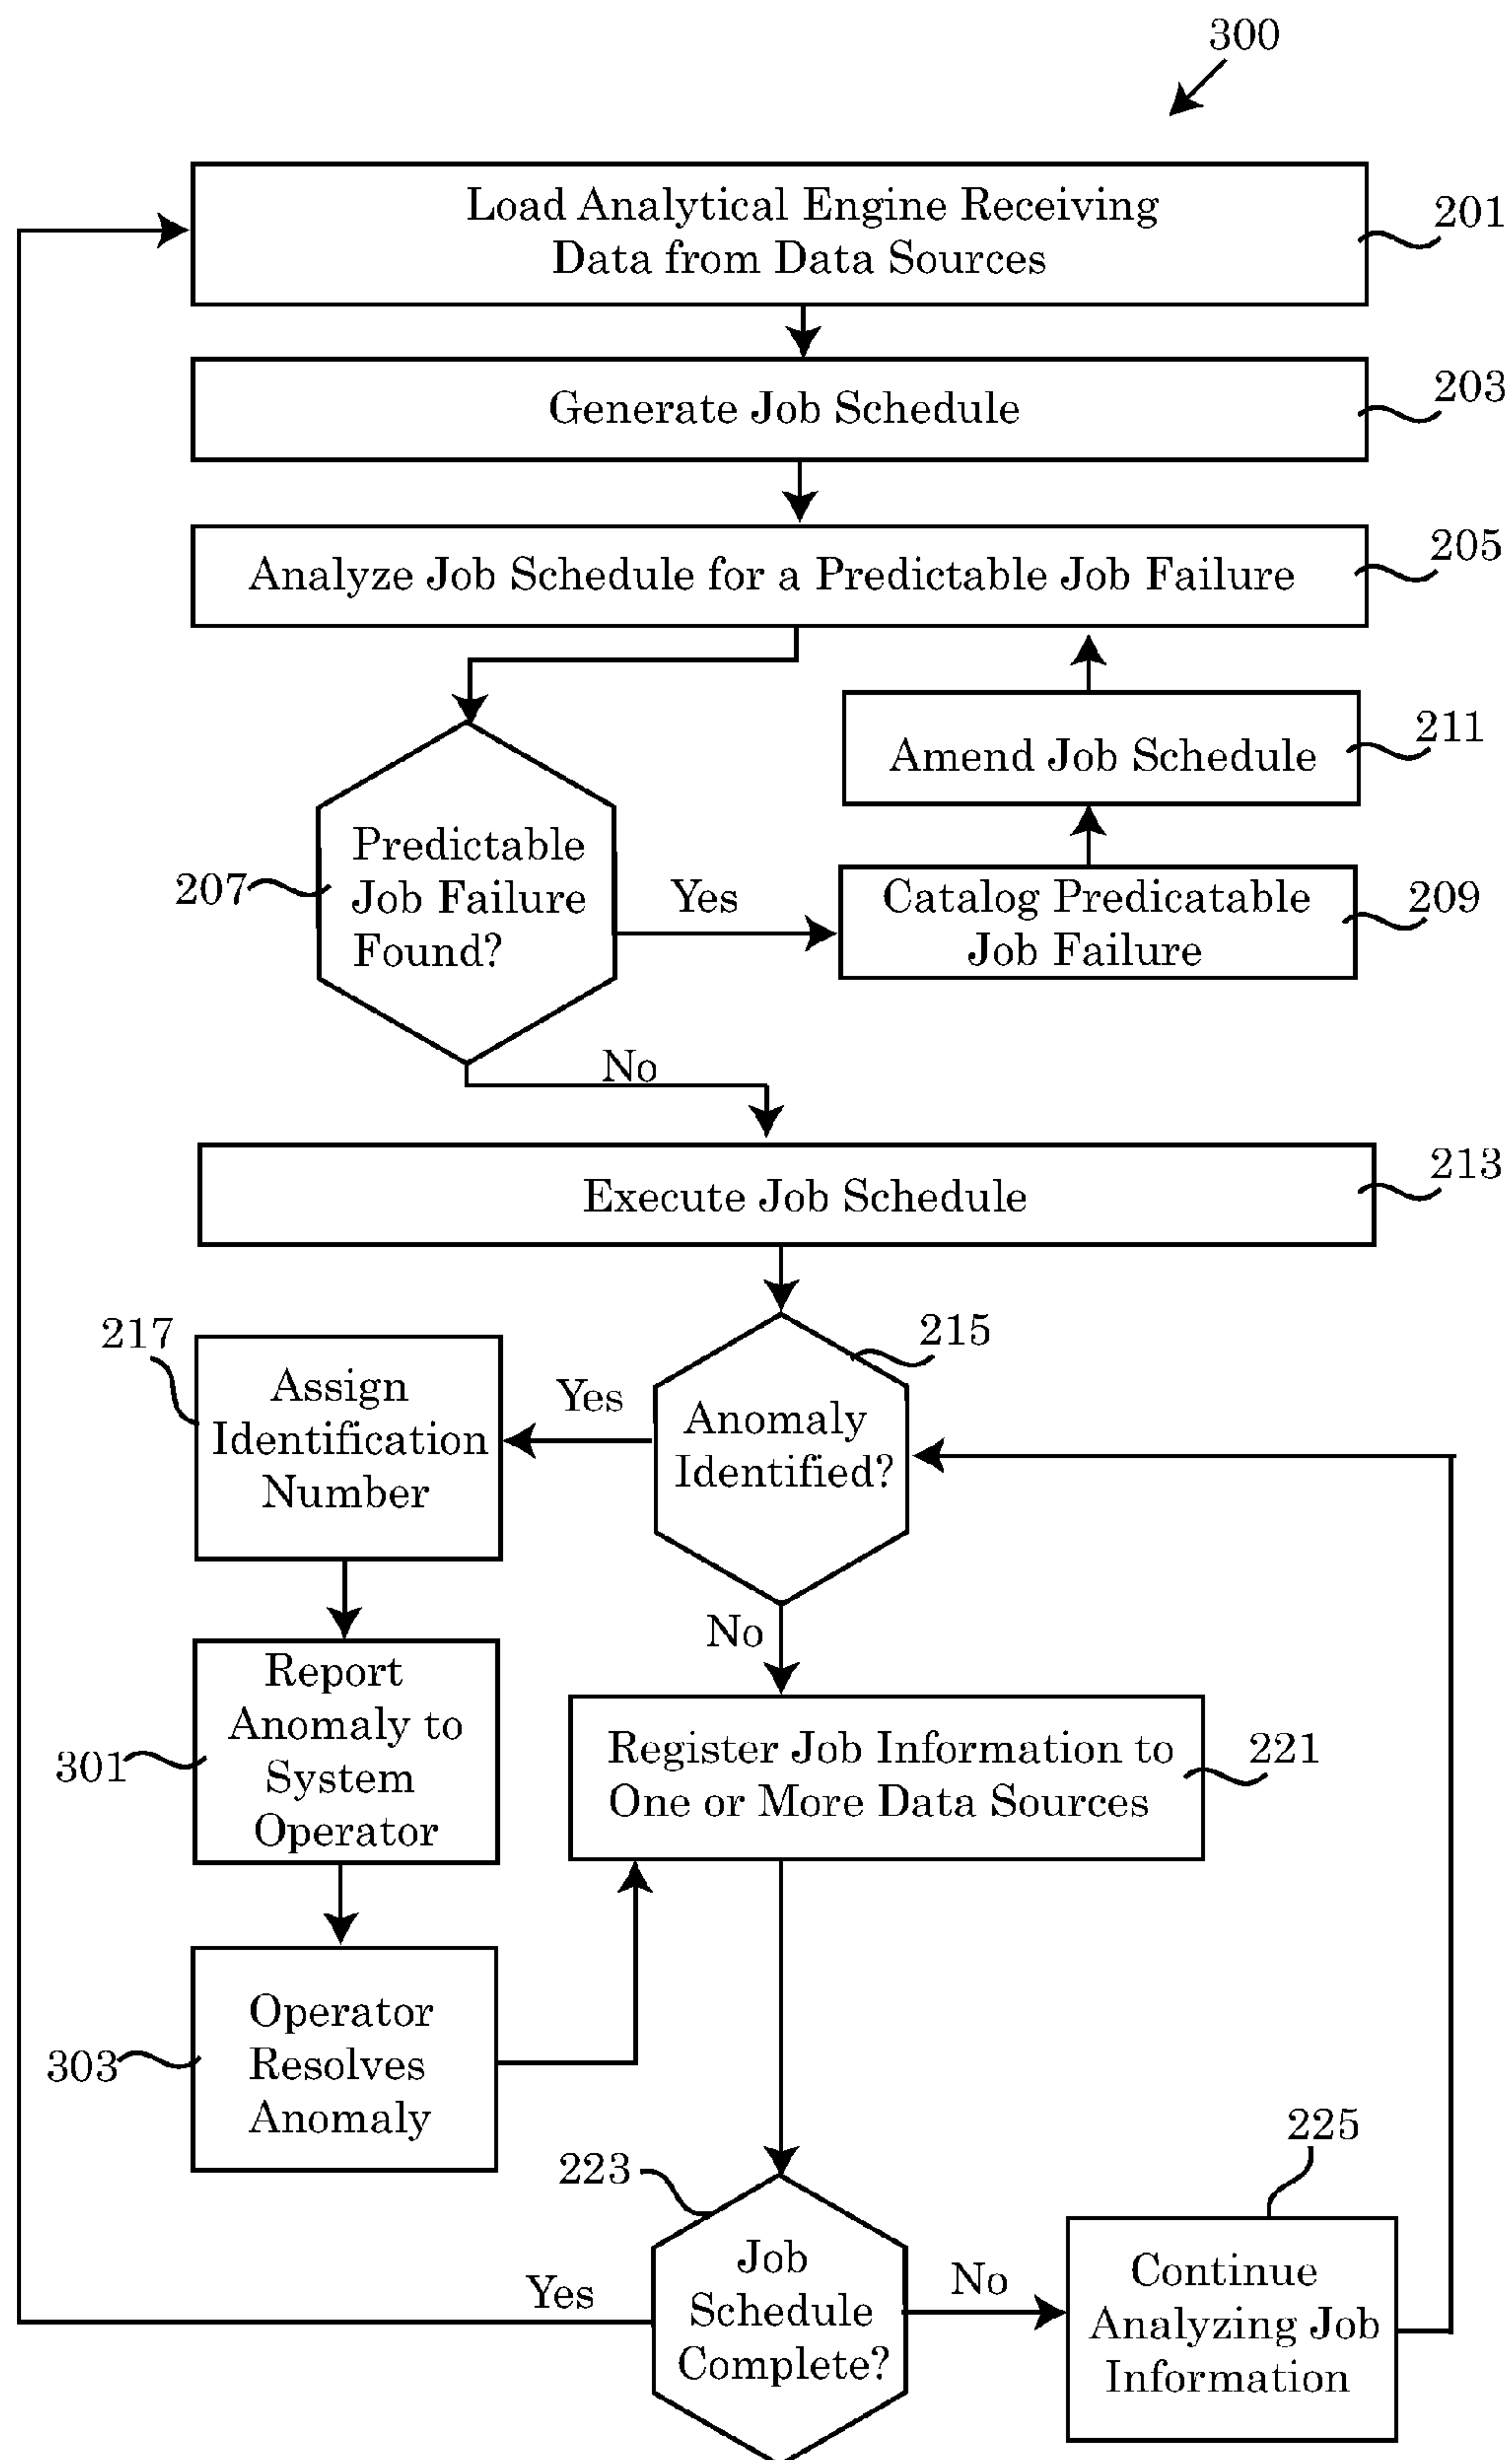 300
Load Analytical Engine Receiving
Data from Data Sources
201
Generate Job Schedule
203
Analyze Job Schedule for a Predictable Job Failure
205
Amend Job Schedule
211
Predictable
Job Failure
Found?
207
Yes
Catalog Predicatable
Job Failure
209
No
Execute Job Schedule
213
215
Anomaly
Identified?
Yes
217
Assign
Identification
Number
No
Report
Anomaly to
System
Operator
301
Register Job Information to
One or More Data Sources
221
Operator
Resolves
Anomaly
303
223
Job
Schedule
Complete?
Yes
No
225
Continue
Analyzing Job
Information